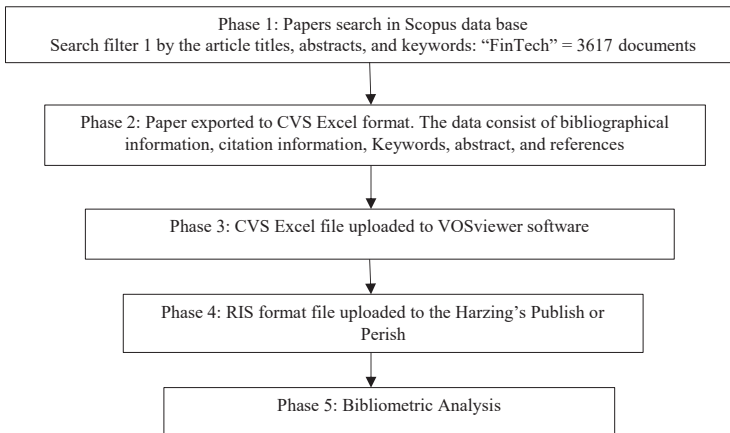 Phase 1: Papers search in Scopus data base
Search filter 1 by the article titles, abstracts, and keywords: “FinTech” = 3617 documents
Phase 2: Paper exported to CVS Excel format. The data consist of bibliographical
information, citation information, Keywords, abstract, and references
Phase 3: CVS Excel file uploaded to VOSviewer software
Phase 4: RIS format file uploaded to the Harzing’s Publish or
Perish
Phase 5: Bibliometric Analysis